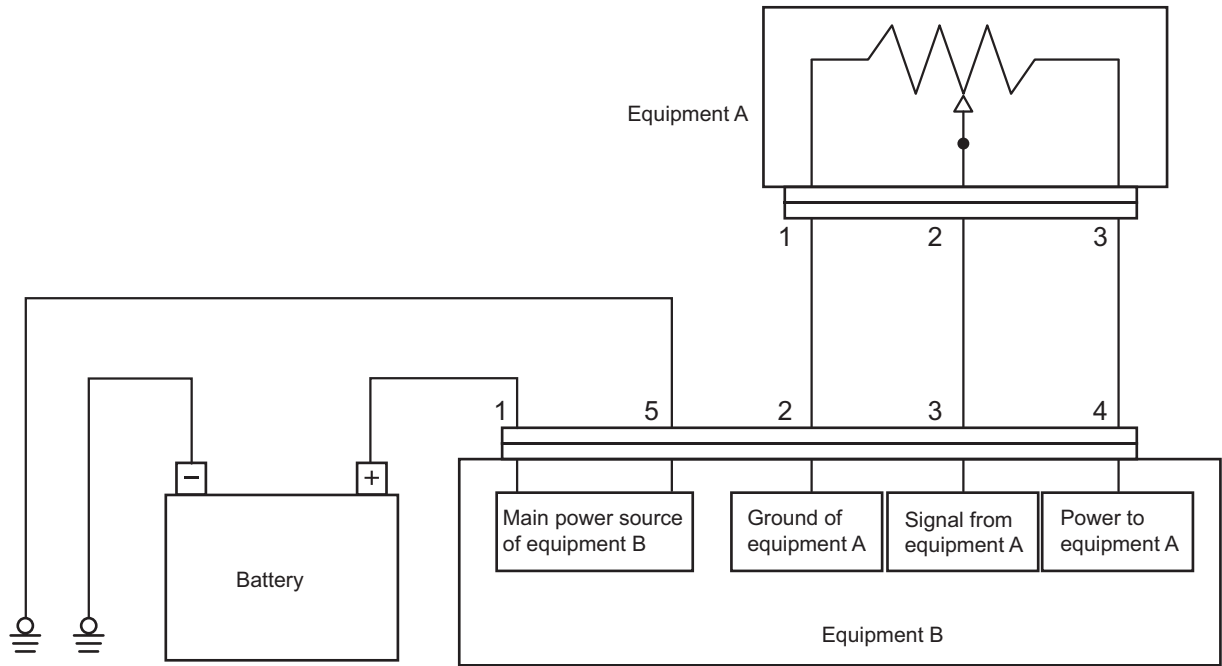 Equipment A
1
2
3
1
5
2
3
4
−
+
Main power source
of equipment B
Ground of
equipment A
Signal from
equipment A
Power to
equipment A
Battery
Equipment B